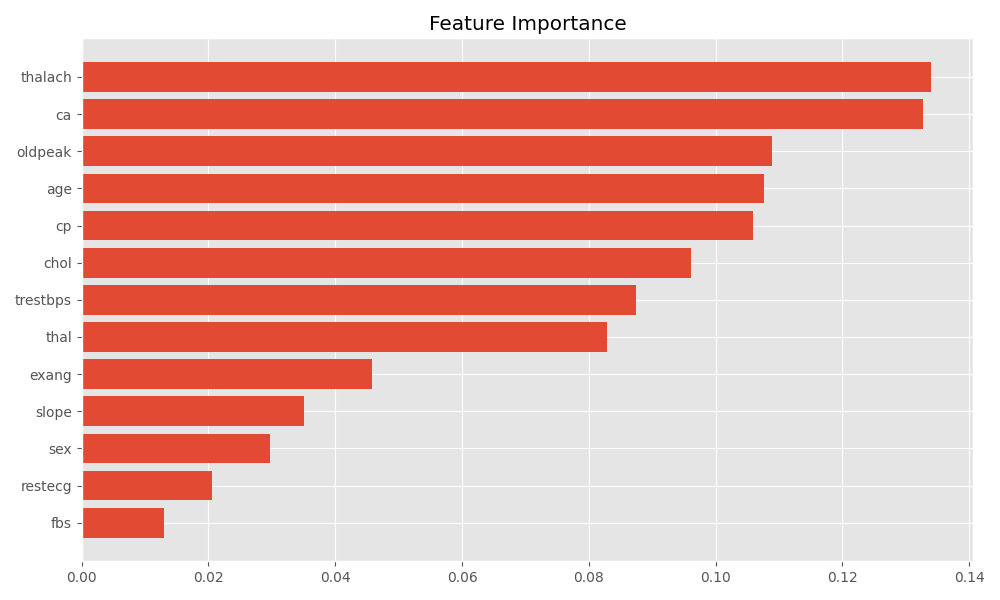 Feature Importance
thalach
ca
oldpeak
age
cp
chol
trestbps
thal
exang
slope
sex
restecg
fbs
0.00 0.02 0.04 0.06 0.08 0.10 0.12 0.14